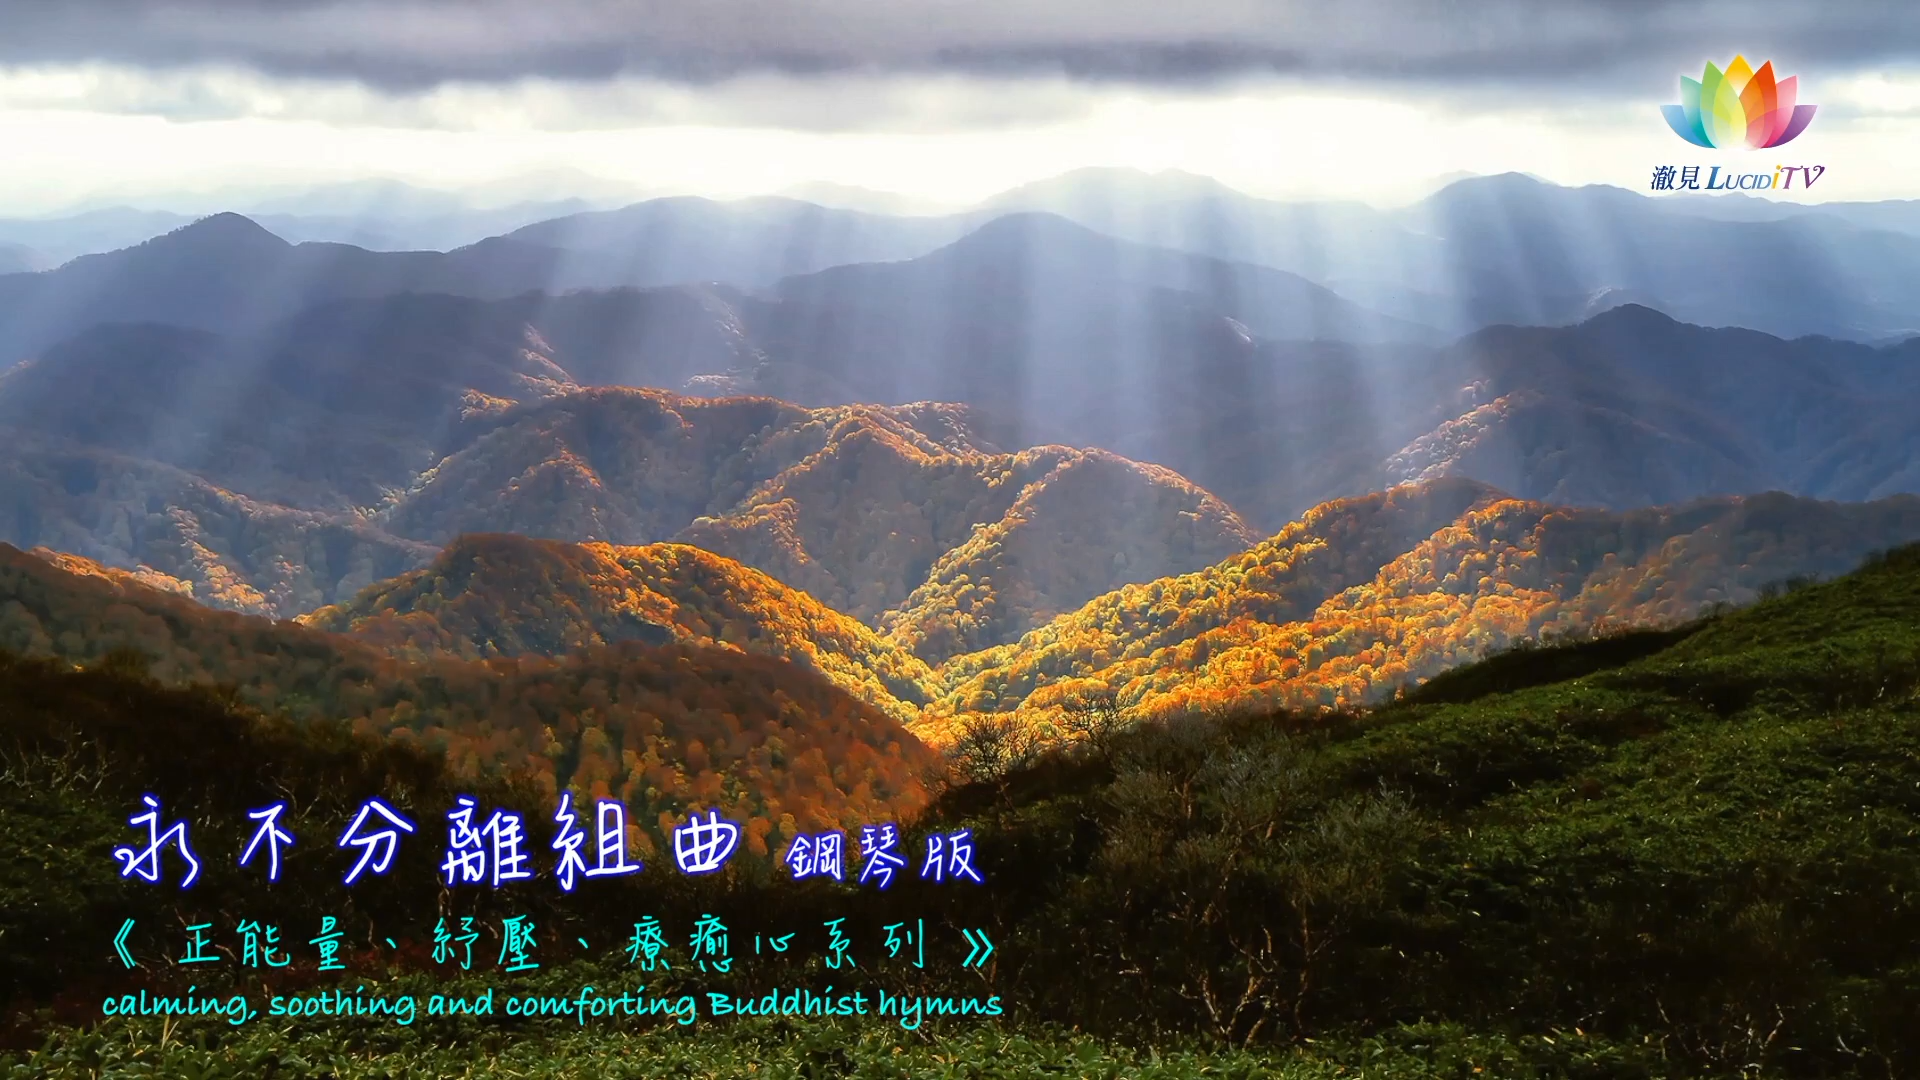 澈見 LUCIDiTV
永不分離組曲 鋼琴版
《正能量、紓壓、療癒心系列》
calming, soothing and comforting Buddhist hymns